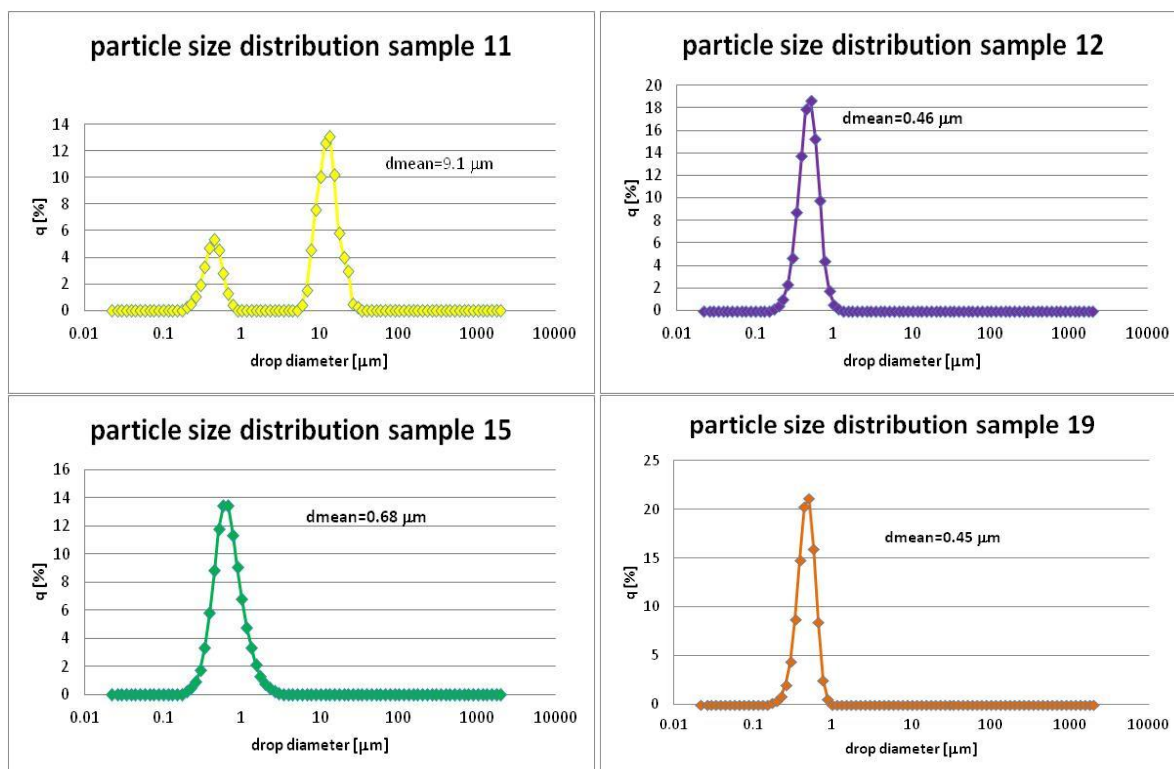 particle size distribution sample 11
14
12
10
8
6
4
2
0
q [%]
dmean=9.1 μm
0.01 0.1 1 10 100 1000 10000
drop diameter [μm]
particle size distribution sample 12
20
18
16
14
12
10
8
6
4
2
0
q [%]
dmean=0.46 μm
0.01 0.1 1 10 100 1000 10000
drop diameter [μm]
particle size distribution sample 15
16
14
12
10
8
6
4
2
0
q [%]
dmean=0.68 μm
0.01 0.1 1 10 100 1000 10000
drop diameter [μm]
particle size distribution sample 19
25
20
15
10
5
0
q [%]
dmean=0.45 μm
0.01 0.1 1 10 100 1000 10000
drop diameter [μm]